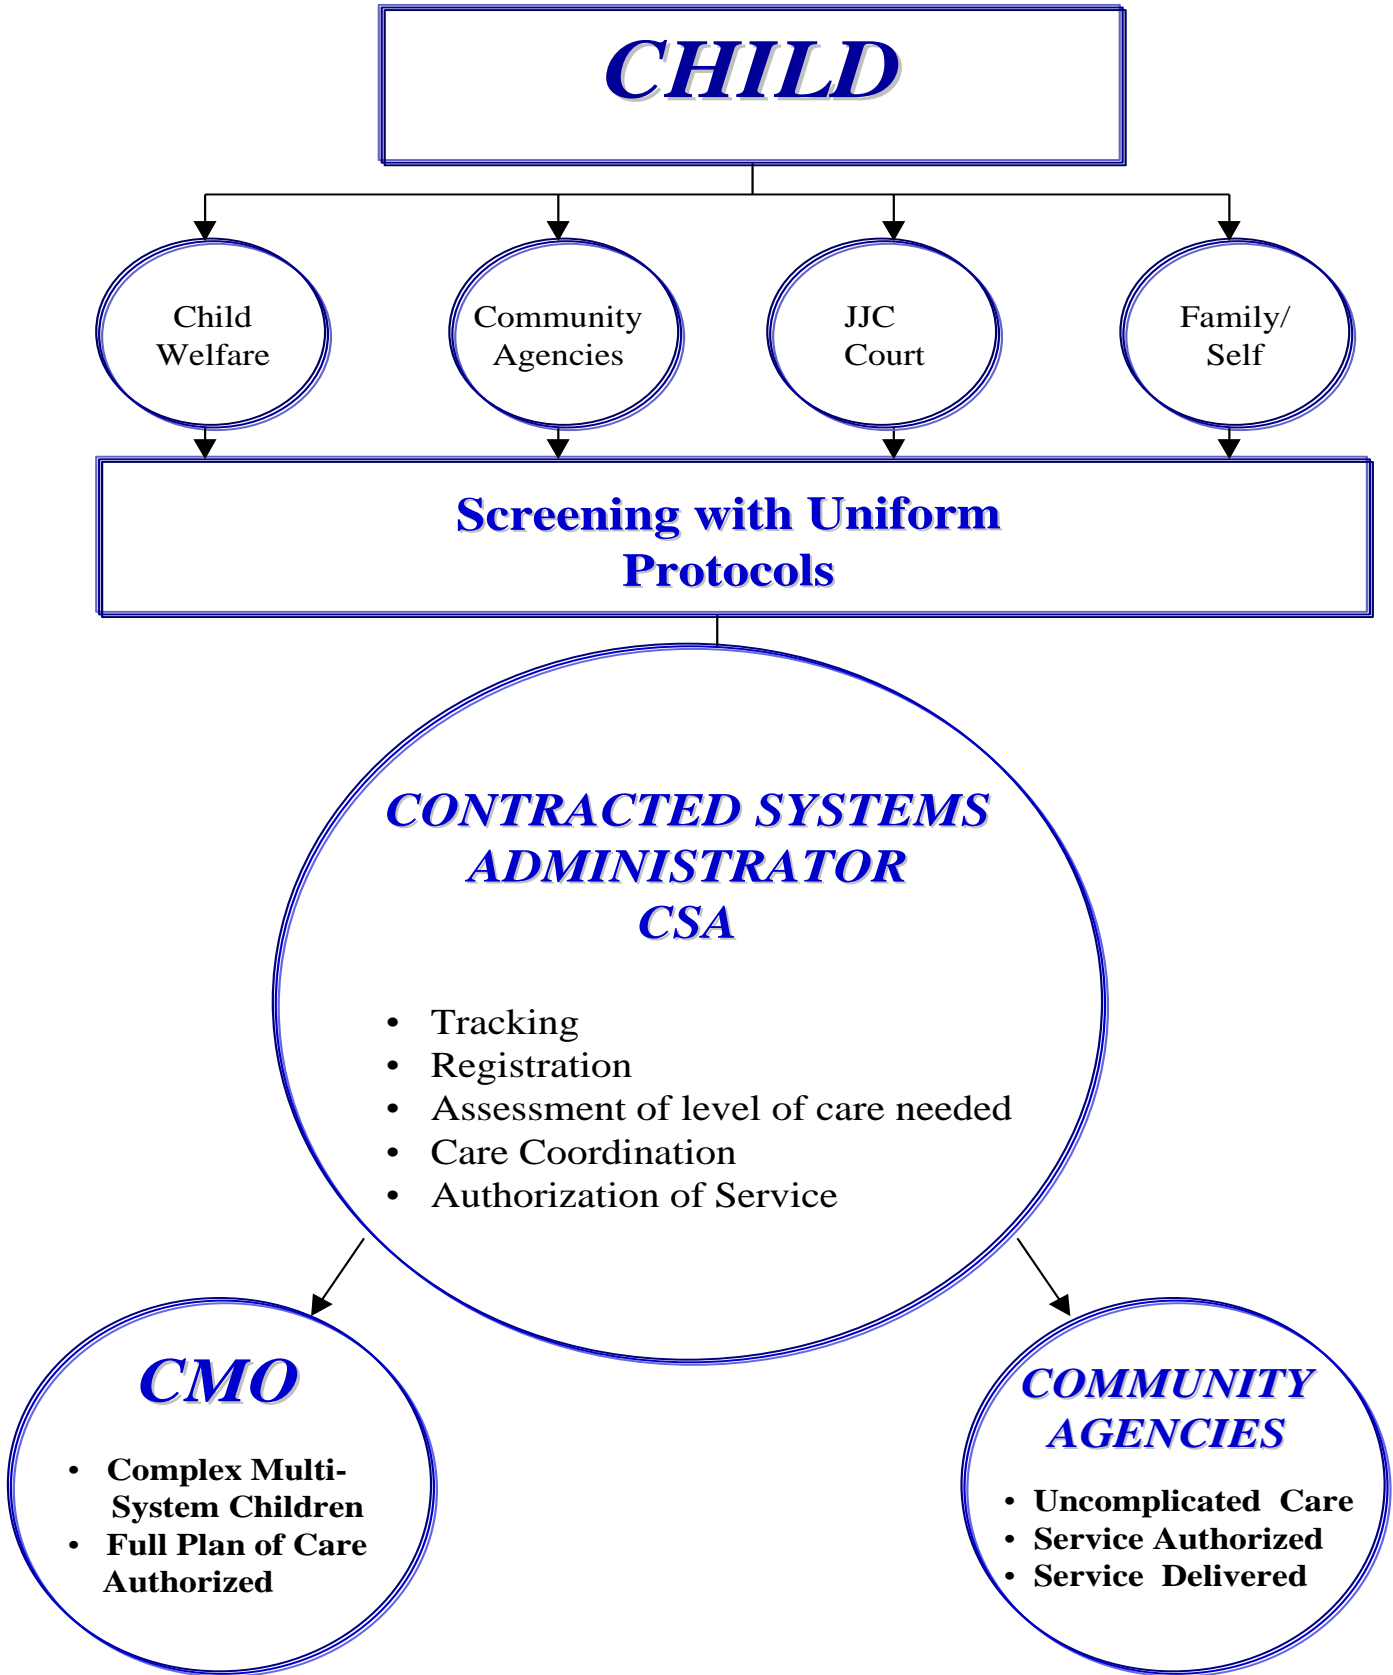 CHILD
Child
Welfare
Community
Agencies
JJC
Court
Family/
Self
Screening with Uniform
Protocols
CONTRACTED SYSTEMS
ADMINISTRATOR
CSA
• Tracking
• Registration
• Assessment of level of care needed
• Care Coordination
• Authorization of Service
CMO
• Complex Multi-
System Children
• Full Plan of Care
Authorized
COMMUNITY
AGENCIES
• Uncomplicated Care
• Service Authorized
• Service Delivered